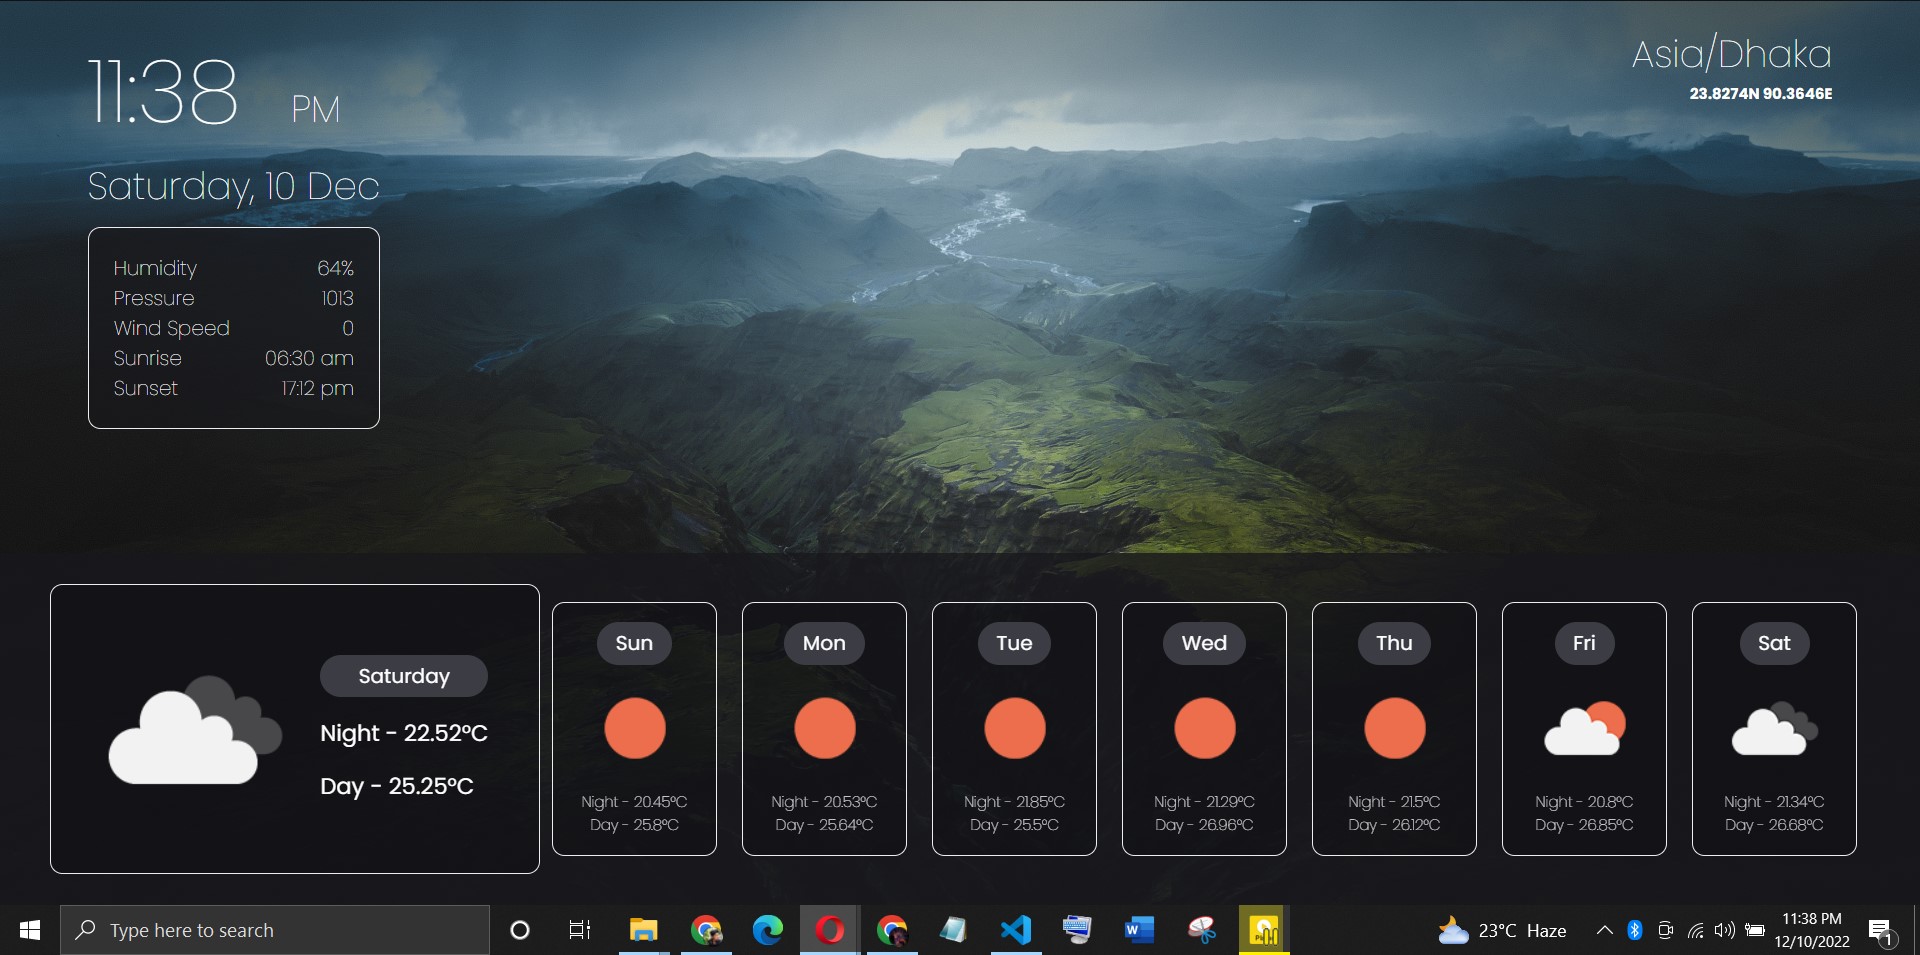 11:38 PM
Asia/Dhaka
23.8274N 90.3646E
Saturday, 10 Dec
Humidity 64%
Pressure 1013
Wind Speed 0
Sunrise 06:30 am
Sunset 17:12 pm
Saturday
Night - 22.52°C
Day - 25.25°C
Sun
Night - 20.45°C
Day - 25.8°C
Mon
Night - 20.53°C
Day - 25.64°C
Tue
Night - 21.85°C
Day - 25.5°C
Wed
Night - 21.29°C
Day - 26.96°C
Thu
Night - 21.5°C
Day - 26.12°C
Fri
Night - 20.8°C
Day - 26.85°C
Sat
Night - 21.34°C
Day - 26.68°C
Type here to search
23°C Haze
11:38 PM
12/10/2022
1